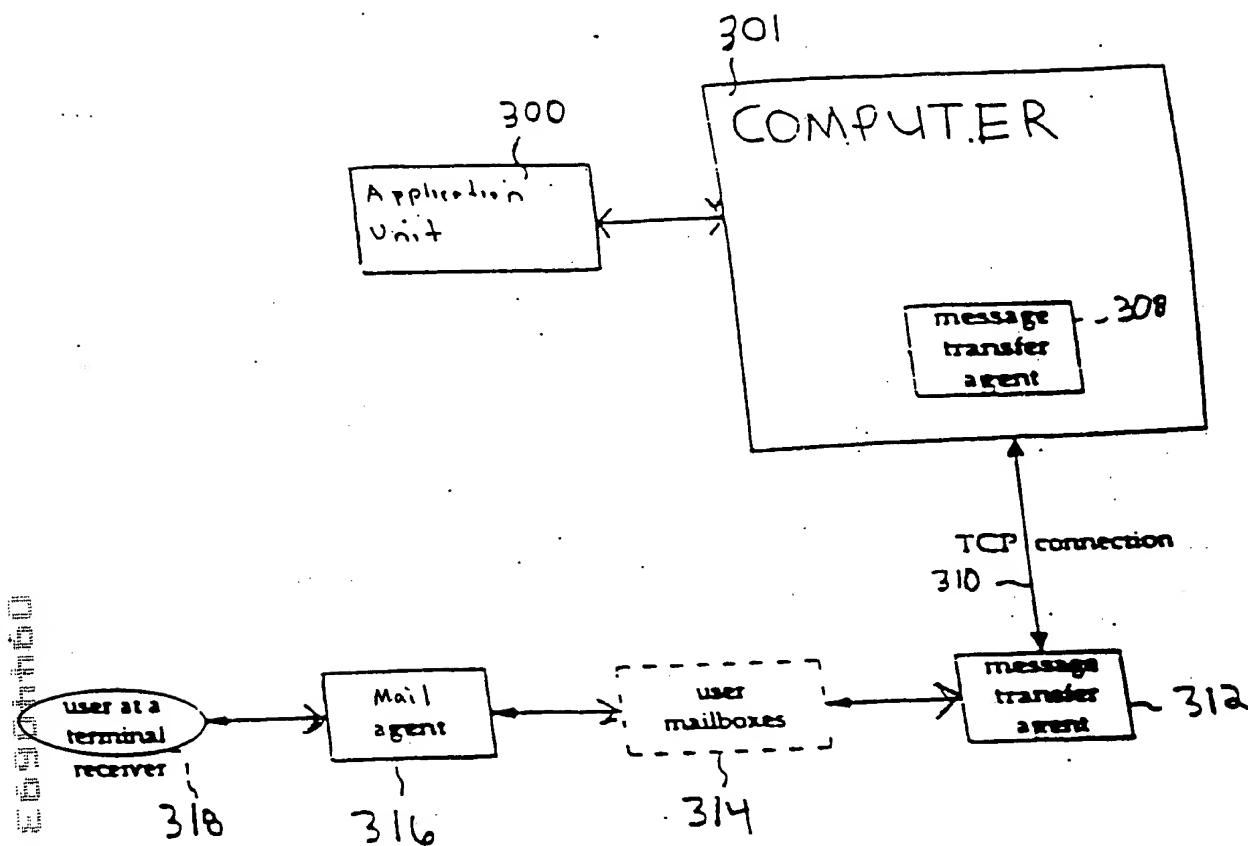 301
COMPUTER
300
Application
Unit
message
transfer
agent
308
TCP connection
310
user at a
terminal
receiver
318
Mail
agent
316
user
mailboxes
314
message
transfer
agent
312